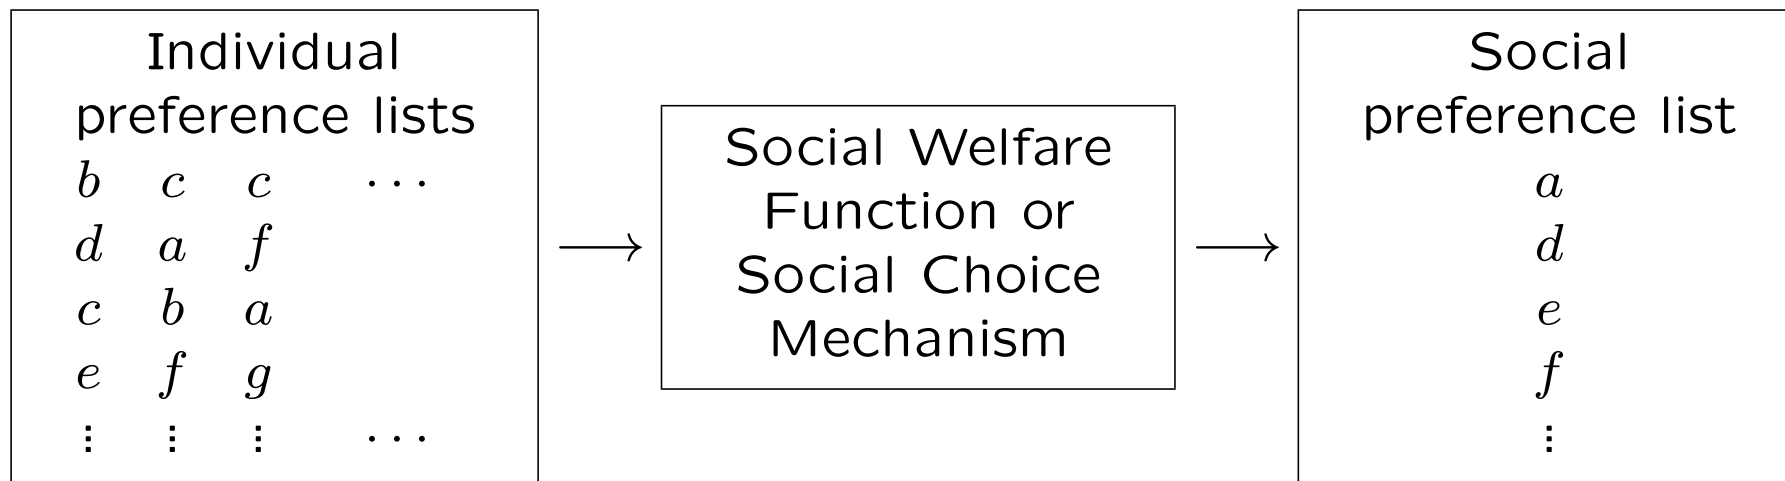 Individual
preference lists
b c c ···
d a f
c b a
e f g
⋮ ⋮ ⋮ ···
Social Welfare
Function or
Social Choice
Mechanism
Social
preference list
a
d
e
f
⋮